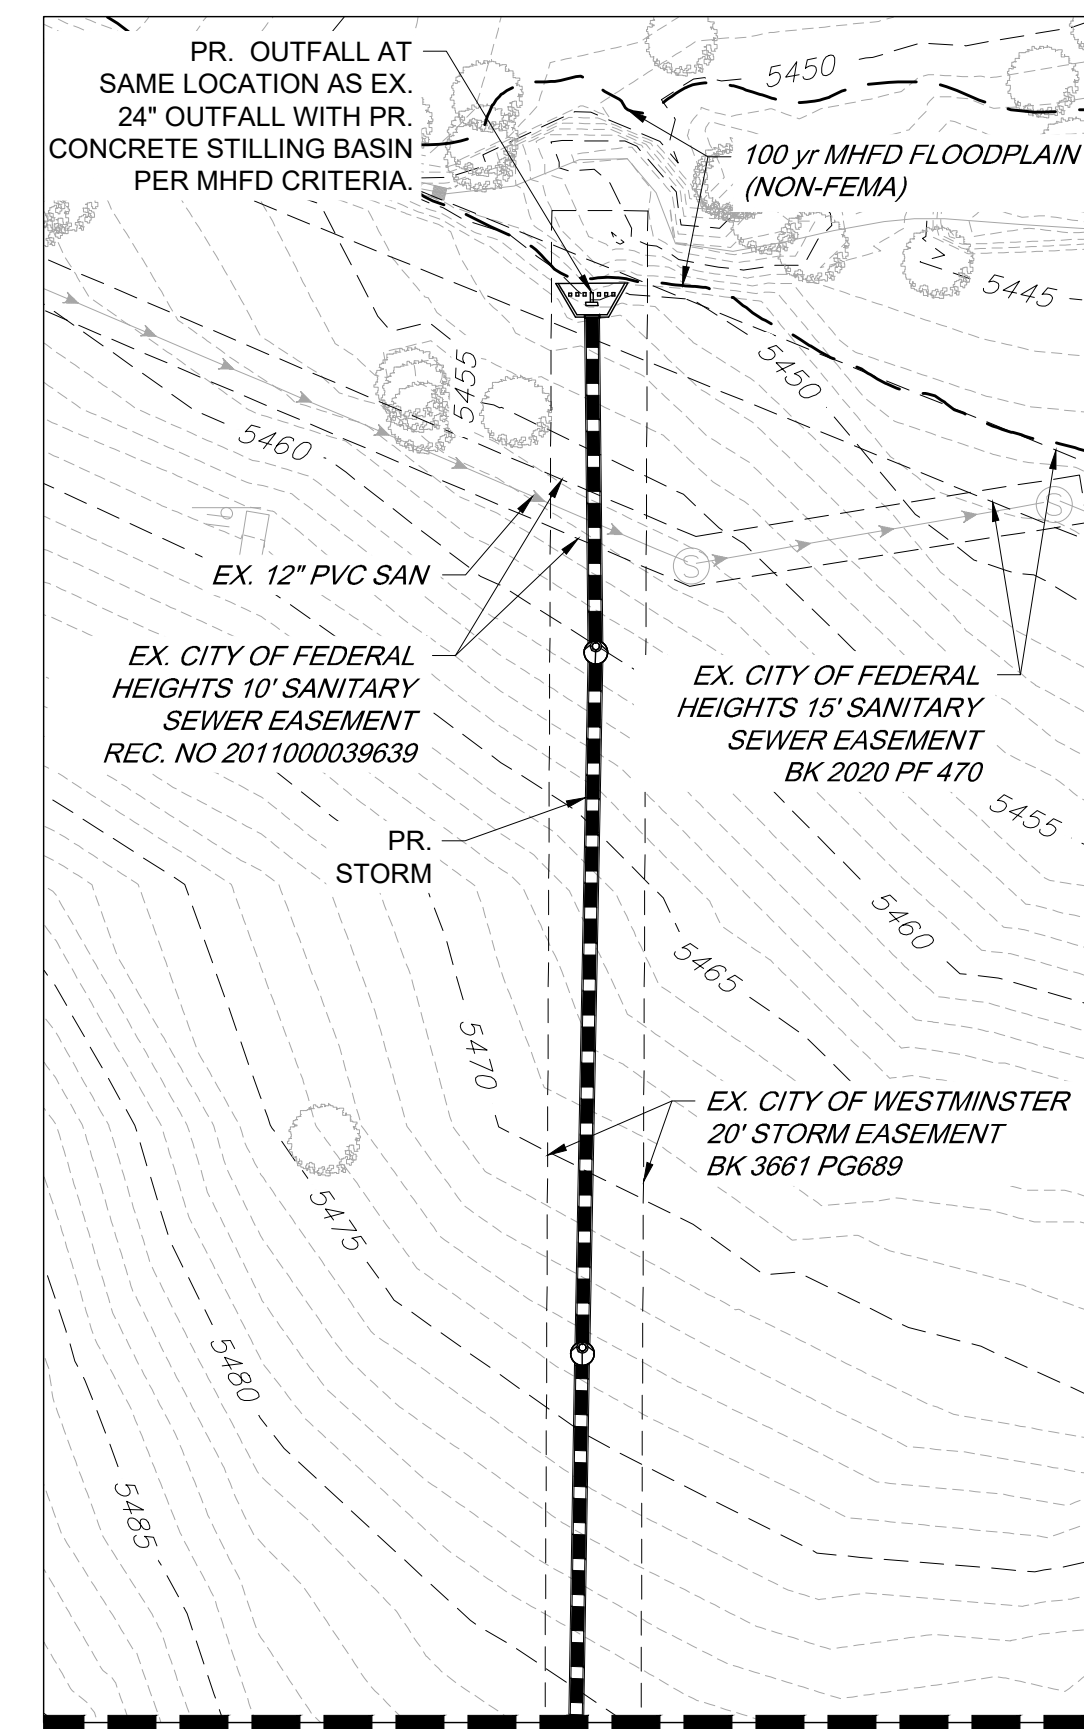 PR. OUTFALL AT
SAME LOCATION AS EX.
24" OUTFALL WITH PR.
CONCRETE STILLING BASIN
PER MHFD CRITERIA.
5450
100 yr MHFD FLOODPLAIN
(NON-FEMA)
5445
5450
5455
5460
EX. 12" PVC SAN
S
S
EX. CITY OF FEDERAL
HEIGHTS 10' SANITARY
SEWER EASEMENT
REC. NO 2011000039639
EX. CITY OF FEDERAL
HEIGHTS 15' SANITARY
SEWER EASEMENT
BK 2020 PF 470
5455
PR.
STORM
5460
5465
5470
EX. CITY OF WESTMINSTER
20' STORM EASEMENT
BK 3661 PG689
5475
5480
5485